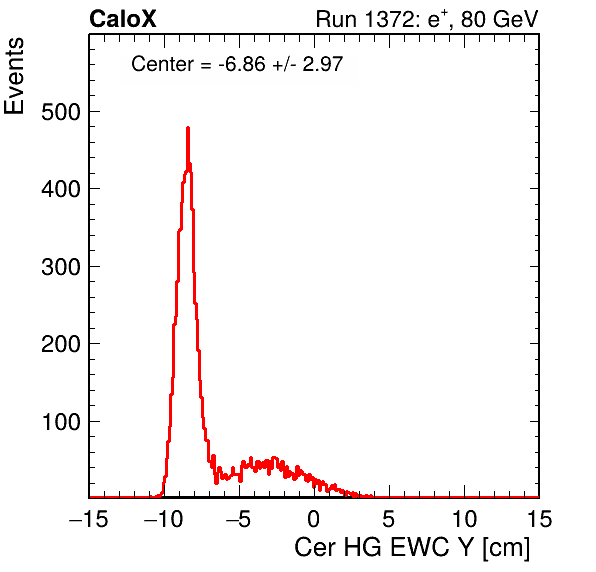 CaloX
Run 1372: e+, 80 GeV
Center = -6.86 +/- 2.97
Events
500
400
300
200
100
−15 −10 −5 0 5 10 15
Cer HG EWC Y [cm]